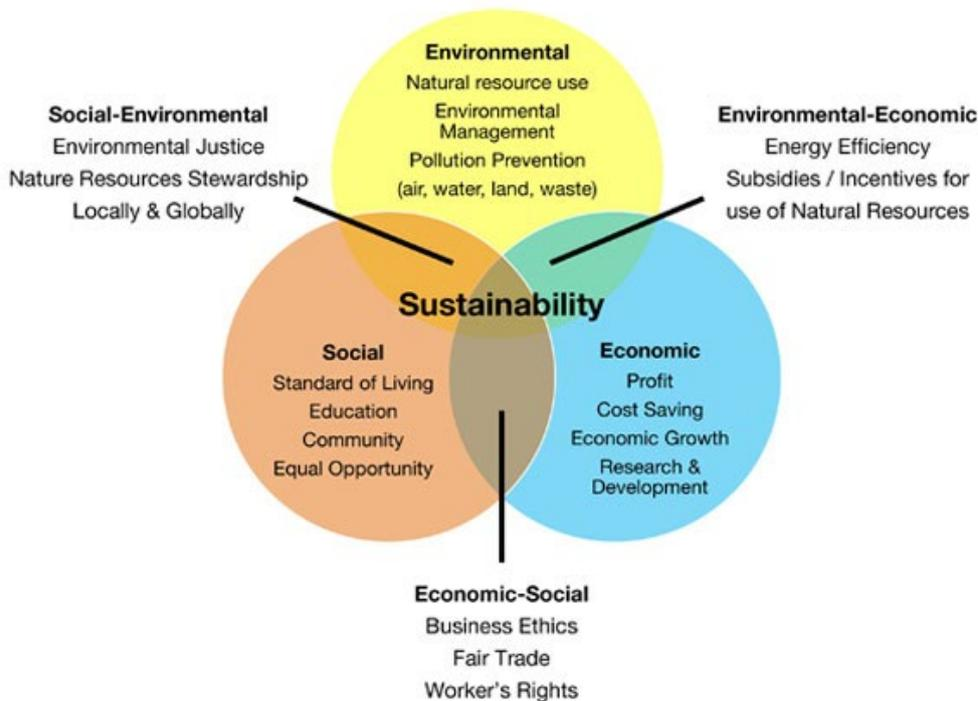 Environmental
Natural resource use
Environmental
Management
Pollution Prevention
(air, water, land, waste)
Social-Environmental
Environmental Justice
Nature Resources Stewardship
Locally & Globally
Environmental-Economic
Energy Efficiency
Subsidies / Incentives for
use of Natural Resources
Sustainability
Social
Standard of Living
Education
Community
Equal Opportunity
Economic
Profit
Cost Saving
Economic Growth
Research &
Development
Economic-Social
Business Ethics
Fair Trade
Worker's Rights